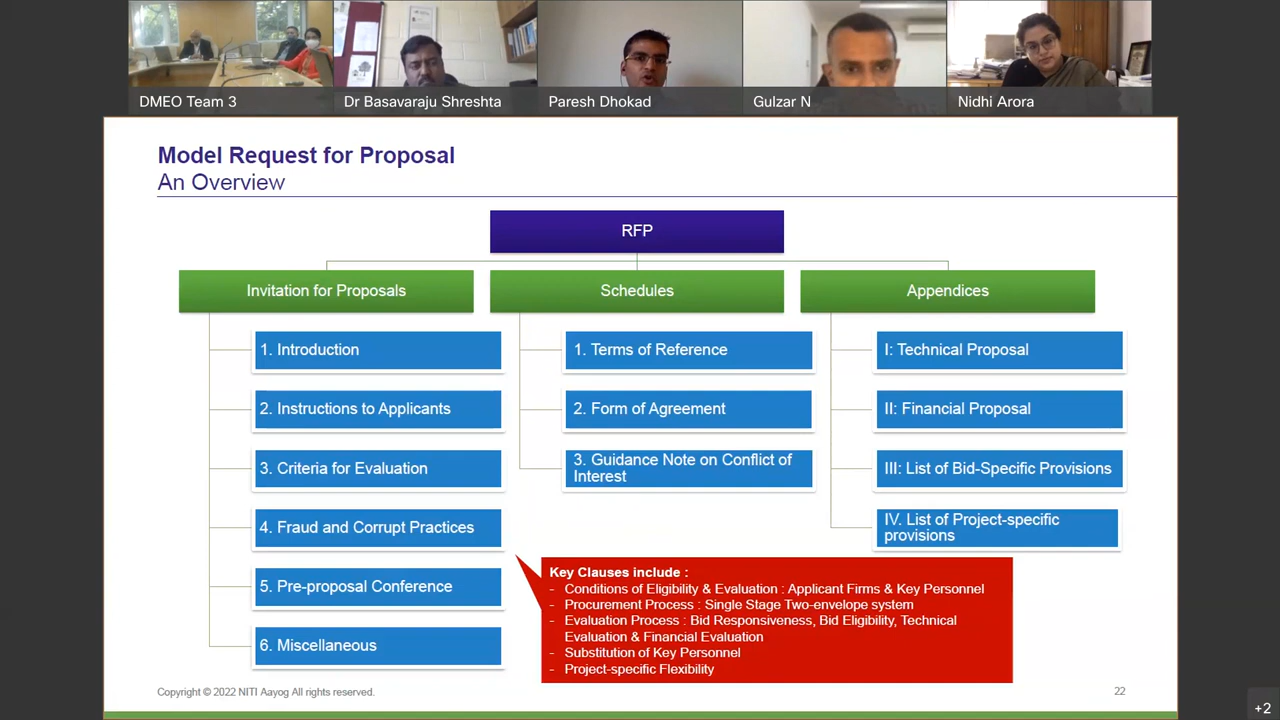 DMEO Team 3
Dr Basavaraju Shreshta
Paresh Dhokad
Gulzar N
Nidhi Arora
Model Request for Proposal
An Overview
RFP
Invitation for Proposals
1. Introduction
2. Instructions to Applicants
3. Criteria for Evaluation
4. Fraud and Corrupt Practices
5. Pre-proposal Conference
6. Miscellaneous
Schedules
1. Terms of Reference
2. Form of Agreement
3. Guidance Note on Conflict of
Interest
Appendices
I: Technical Proposal
II: Financial Proposal
III: List of Bid-Specific Provisions
IV. List of Project-specific
provisions
Key Clauses include :
- Conditions of Eligibility & Evaluation : Applicant Firms & Key Personnel
- Procurement Process : Single Stage Two-envelope system
- Evaluation Process : Bid Responsiveness, Bid Eligibility, Technical
Evaluation & Financial Evaluation
- Substitution of Key Personnel
- Project-specific Flexibility
Copyright © 2022 NITI Aayog All rights reserved.
22
+2